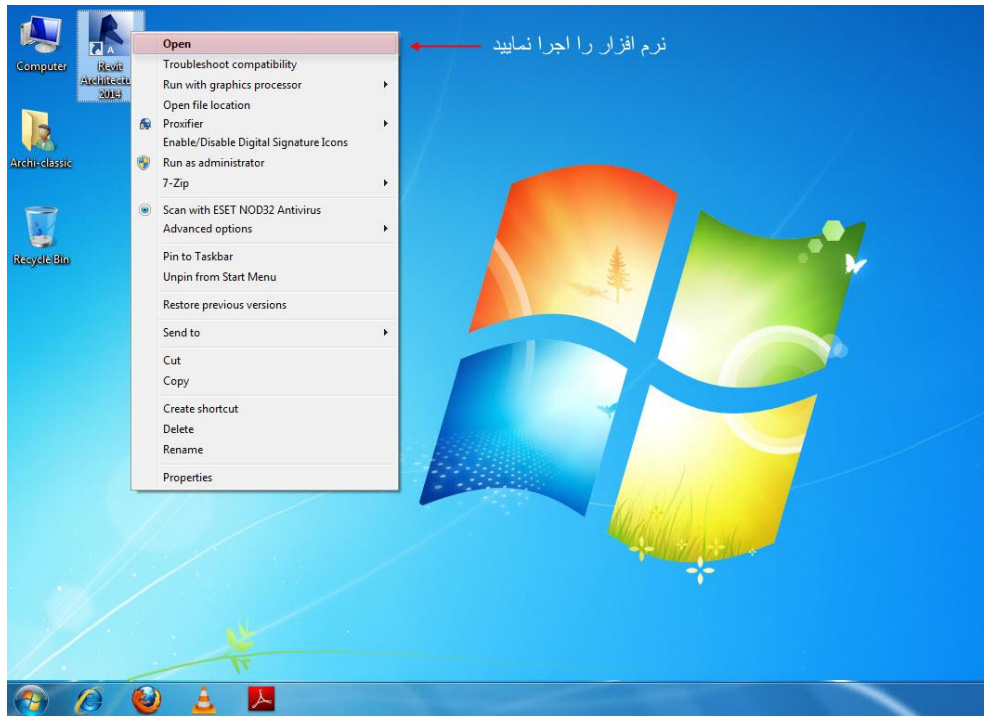 Computer
Revit
Architectu
2014
Archi-classic
Recycle Bin
Open
Troubleshoot compatibility
Run with graphics processor
Open file location
Proxifier
Enable/Disable Digital Signature Icons
Run as administrator
7-Zip
Scan with ESET NOD32 Antivirus
Advanced options
Pin to Taskbar
Unpin from Start Menu
Restore previous versions
Send to
Cut
Copy
Create shortcut
Delete
Rename
Properties
نرم افزار را اجرا نمایید